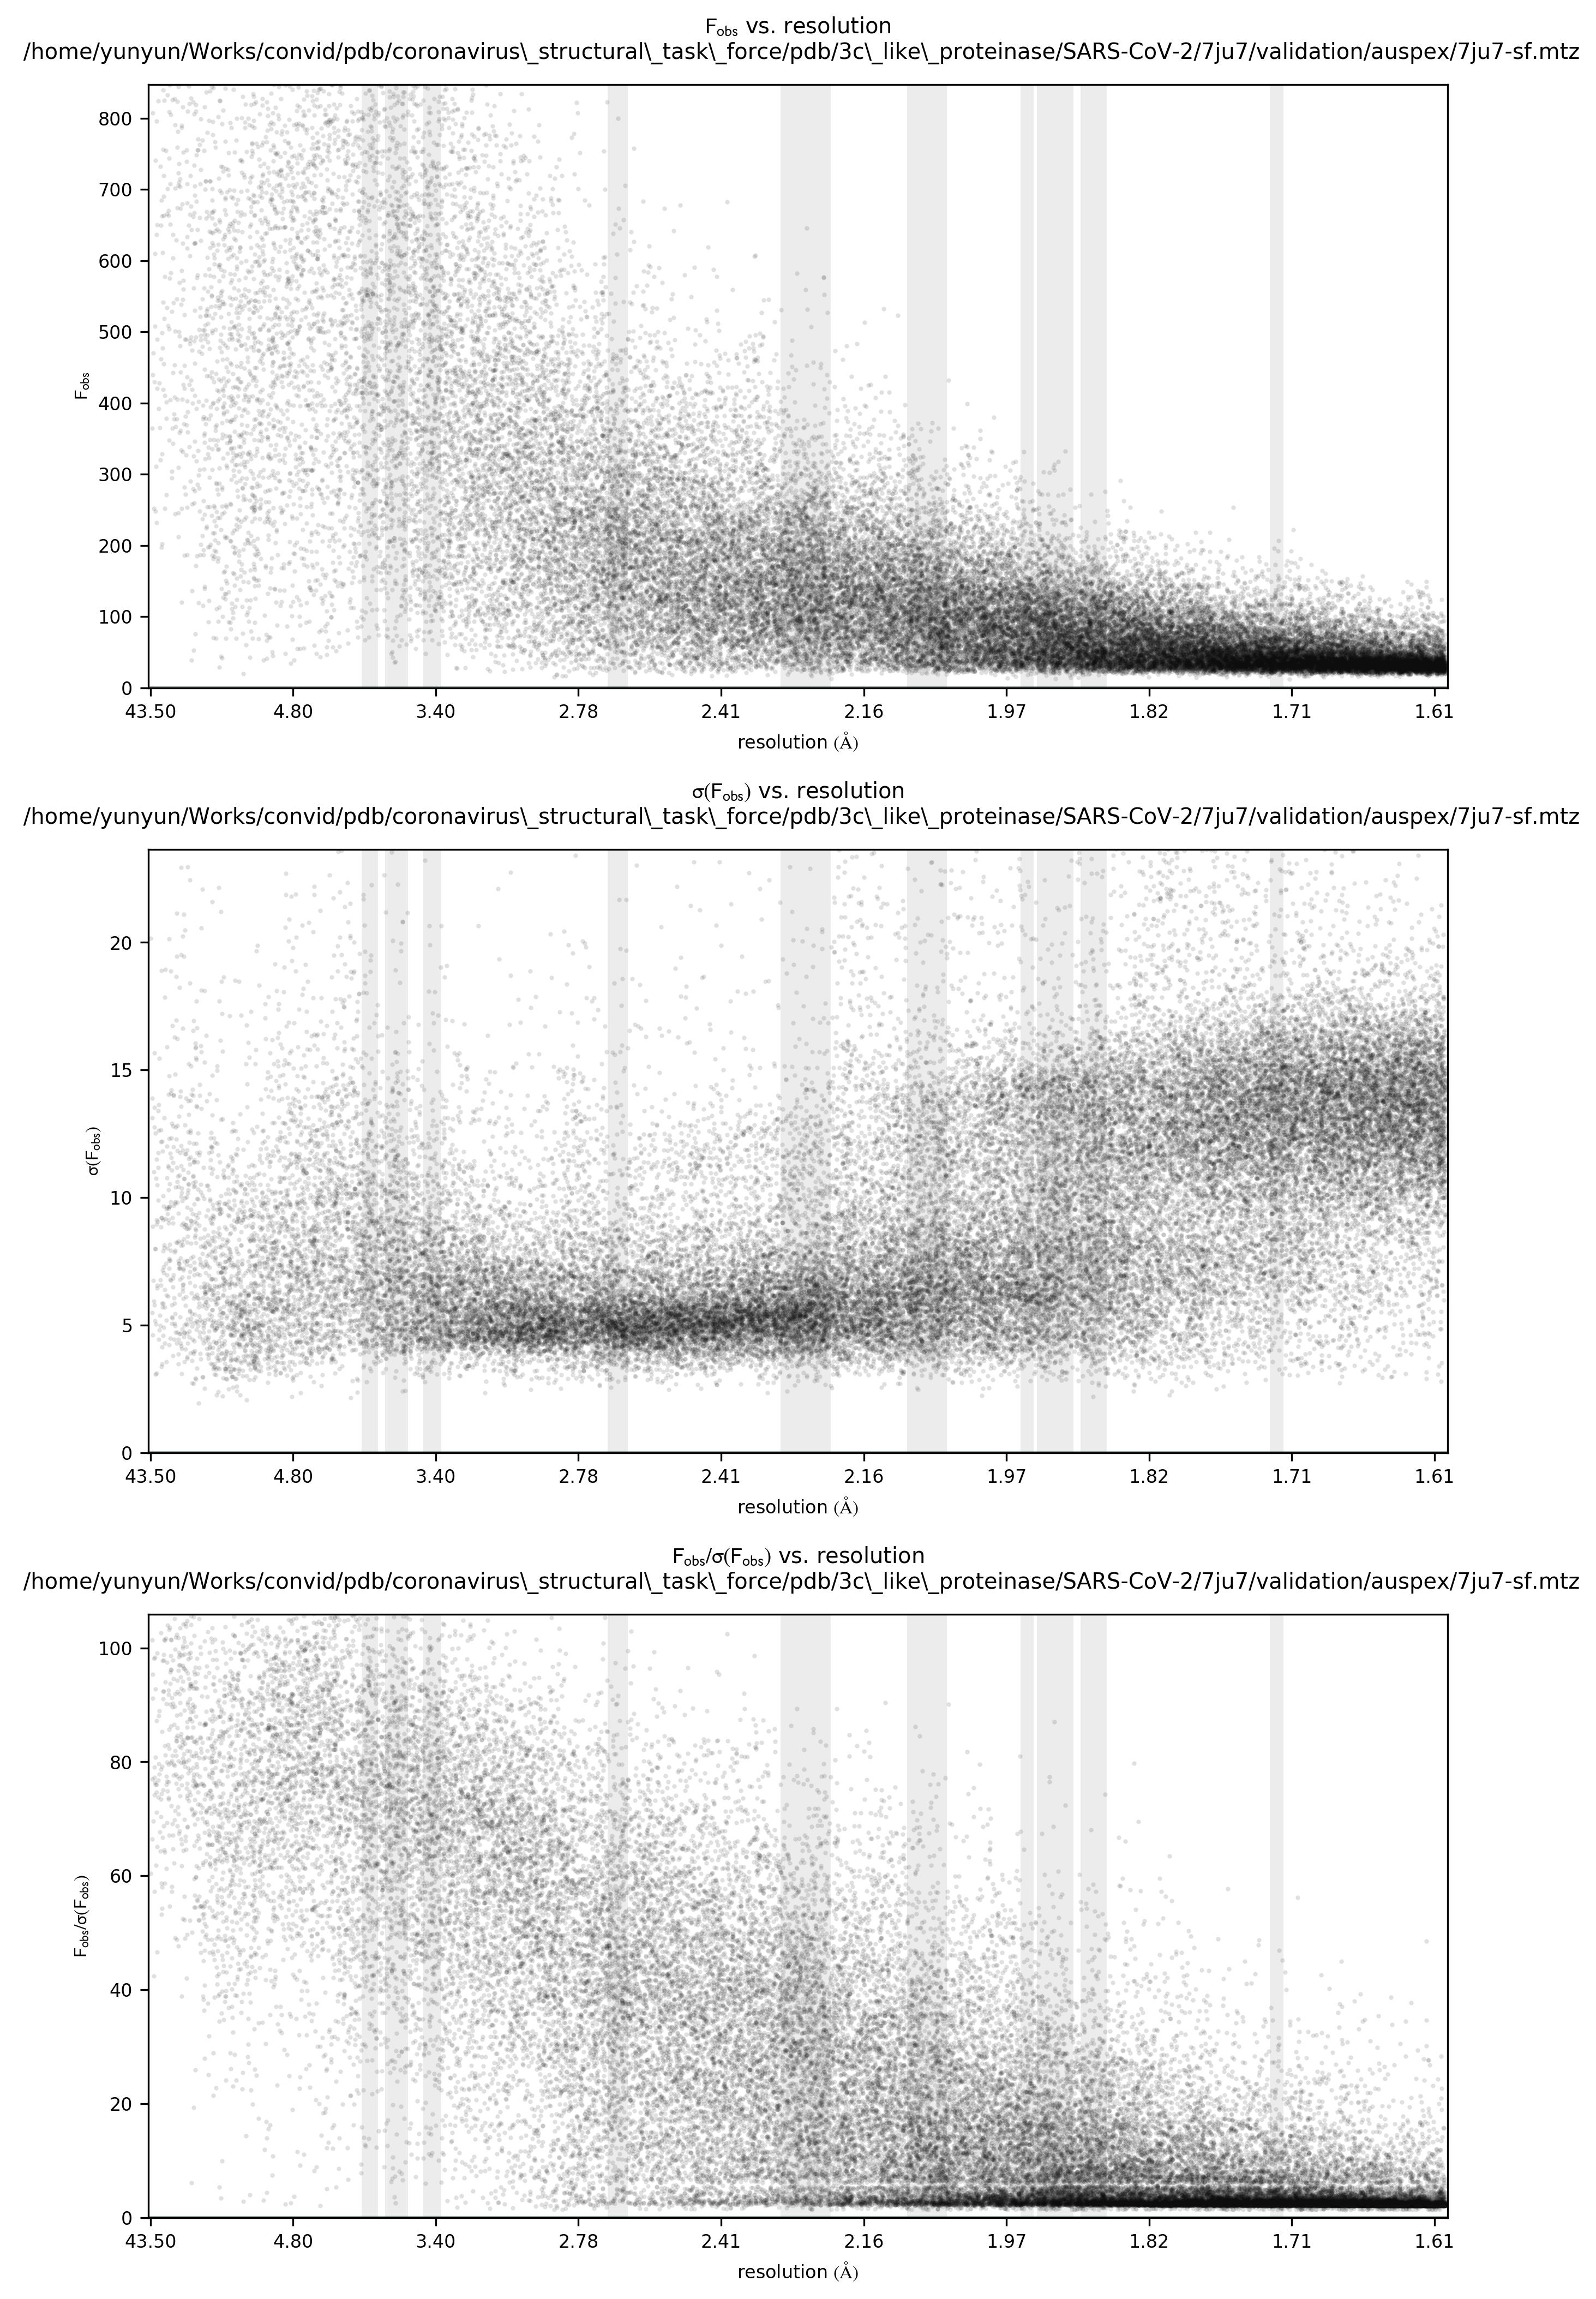 Fobs vs. resolution
/home/yunyun/Works/convid/pdb/coronavirus\_structural\_task\_force/pdb/3c\_like\_proteinase/SARS-CoV-2/7ju7/validation/auspex/7ju7-sf.mtz
800
700
600
500
400
300
200
100
0
Fobs
43.50 4.80 3.40 2.78 2.41 2.16 1.97 1.82 1.71 1.61
resolution (Å)
σ(Fobs) vs. resolution
/home/yunyun/Works/convid/pdb/coronavirus\_structural\_task\_force/pdb/3c\_like\_proteinase/SARS-CoV-2/7ju7/validation/auspex/7ju7-sf.mtz
20
15
10
5
0
σ(Fobs)
43.50 4.80 3.40 2.78 2.41 2.16 1.97 1.82 1.71 1.61
resolution (Å)
Fobs/σ(Fobs) vs. resolution
/home/yunyun/Works/convid/pdb/coronavirus\_structural\_task\_force/pdb/3c\_like\_proteinase/SARS-CoV-2/7ju7/validation/auspex/7ju7-sf.mtz
100
80
60
40
20
0
Fobs/σ(Fobs)
43.50 4.80 3.40 2.78 2.41 2.16 1.97 1.82 1.71 1.61
resolution (Å)